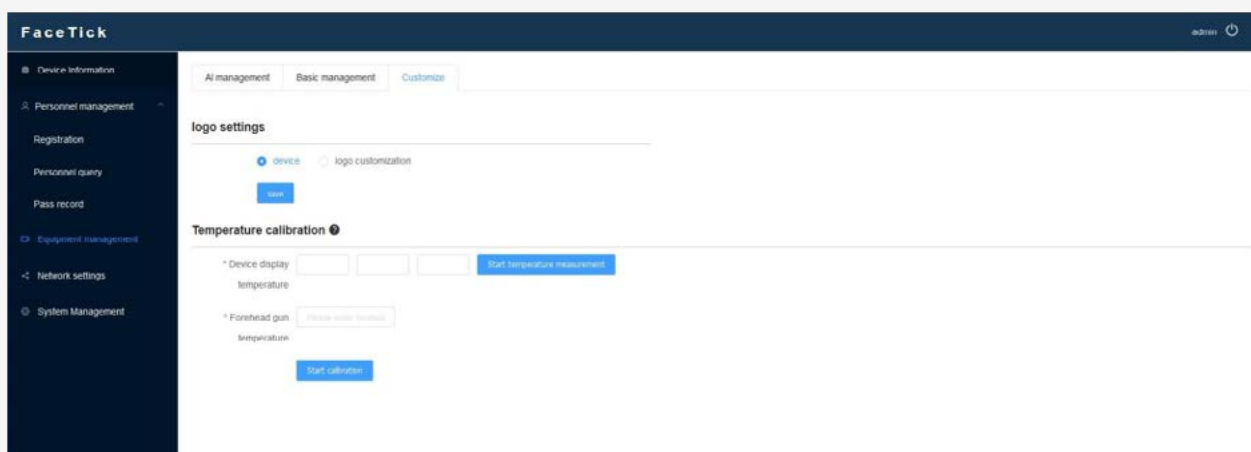 FaceTick
admin
Device Information
Personnel management
Registration
Personnel query
Pass record
Equipment management
Network settings
System Management
AI management
Basic management
Customize
logo settings
device
logo customization
save
Temperature calibration
* Device display
temperature
Start temperature measurement
* Forehead gun
temperature
Please enter
Start calibration